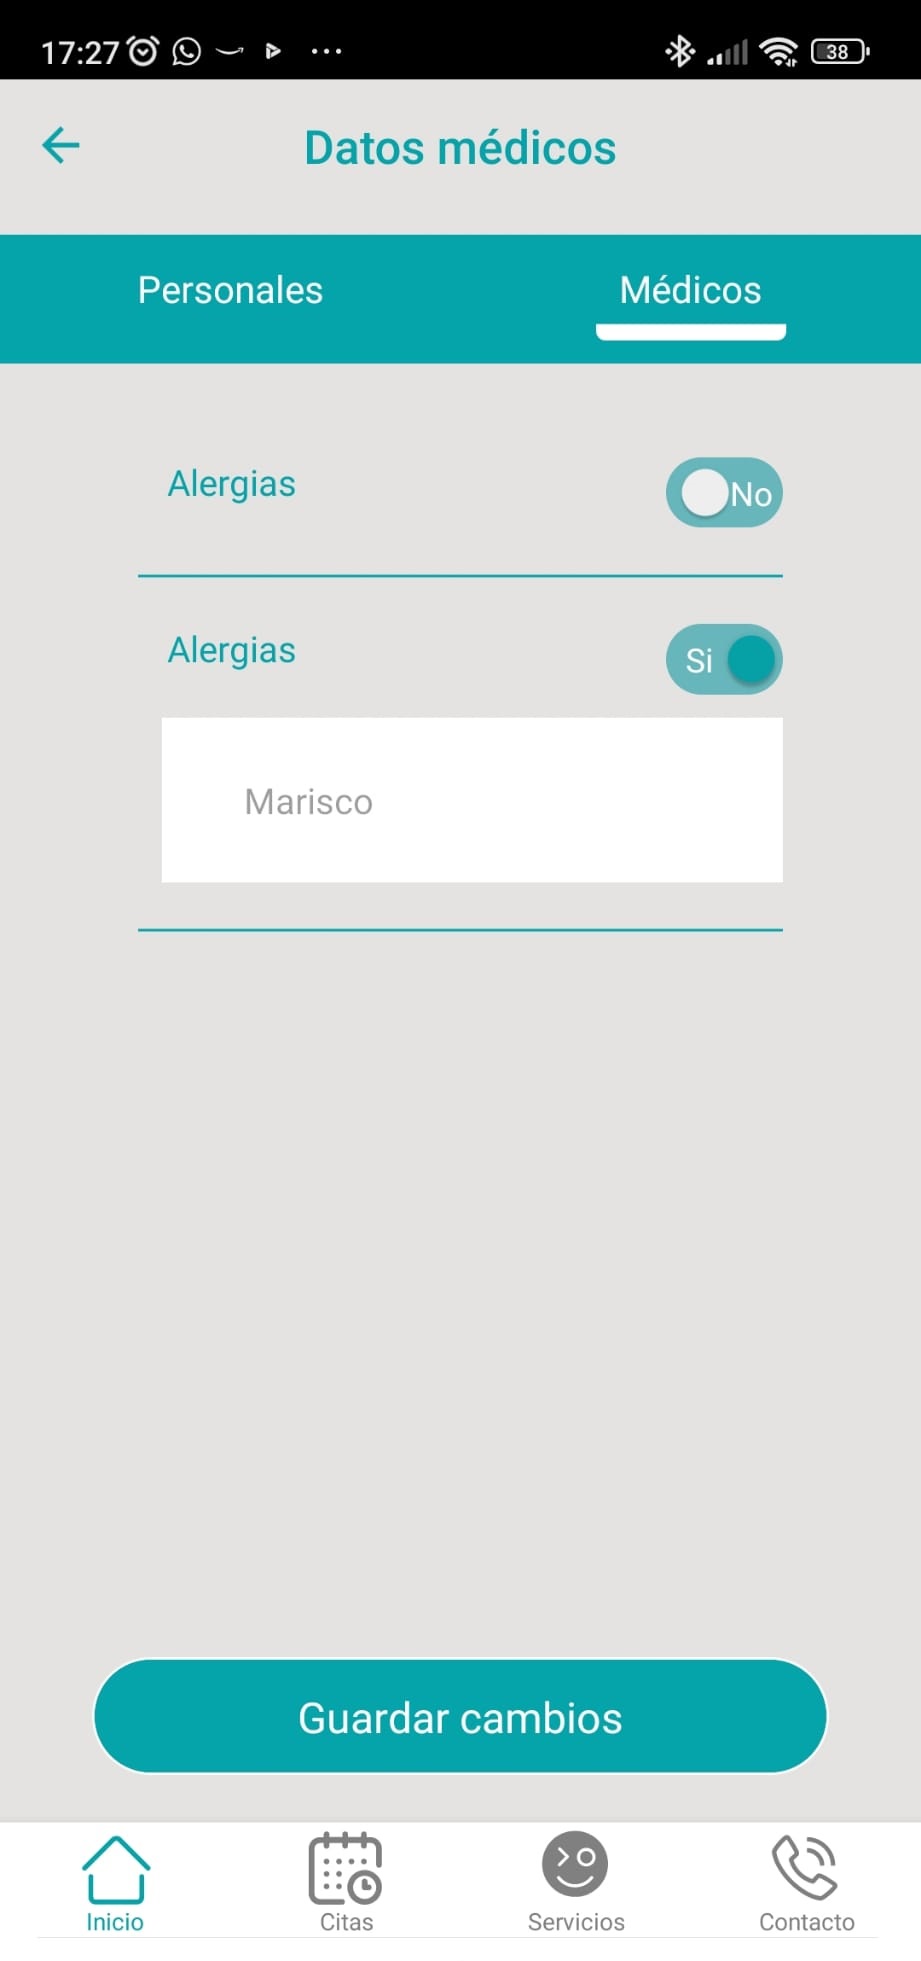 17:27
38
Datos médicos
Personales
Médicos
Alergias
No
Alergias
Si
Marisco
Guardar cambios
Inicio
Citas
Servicios
Contacto